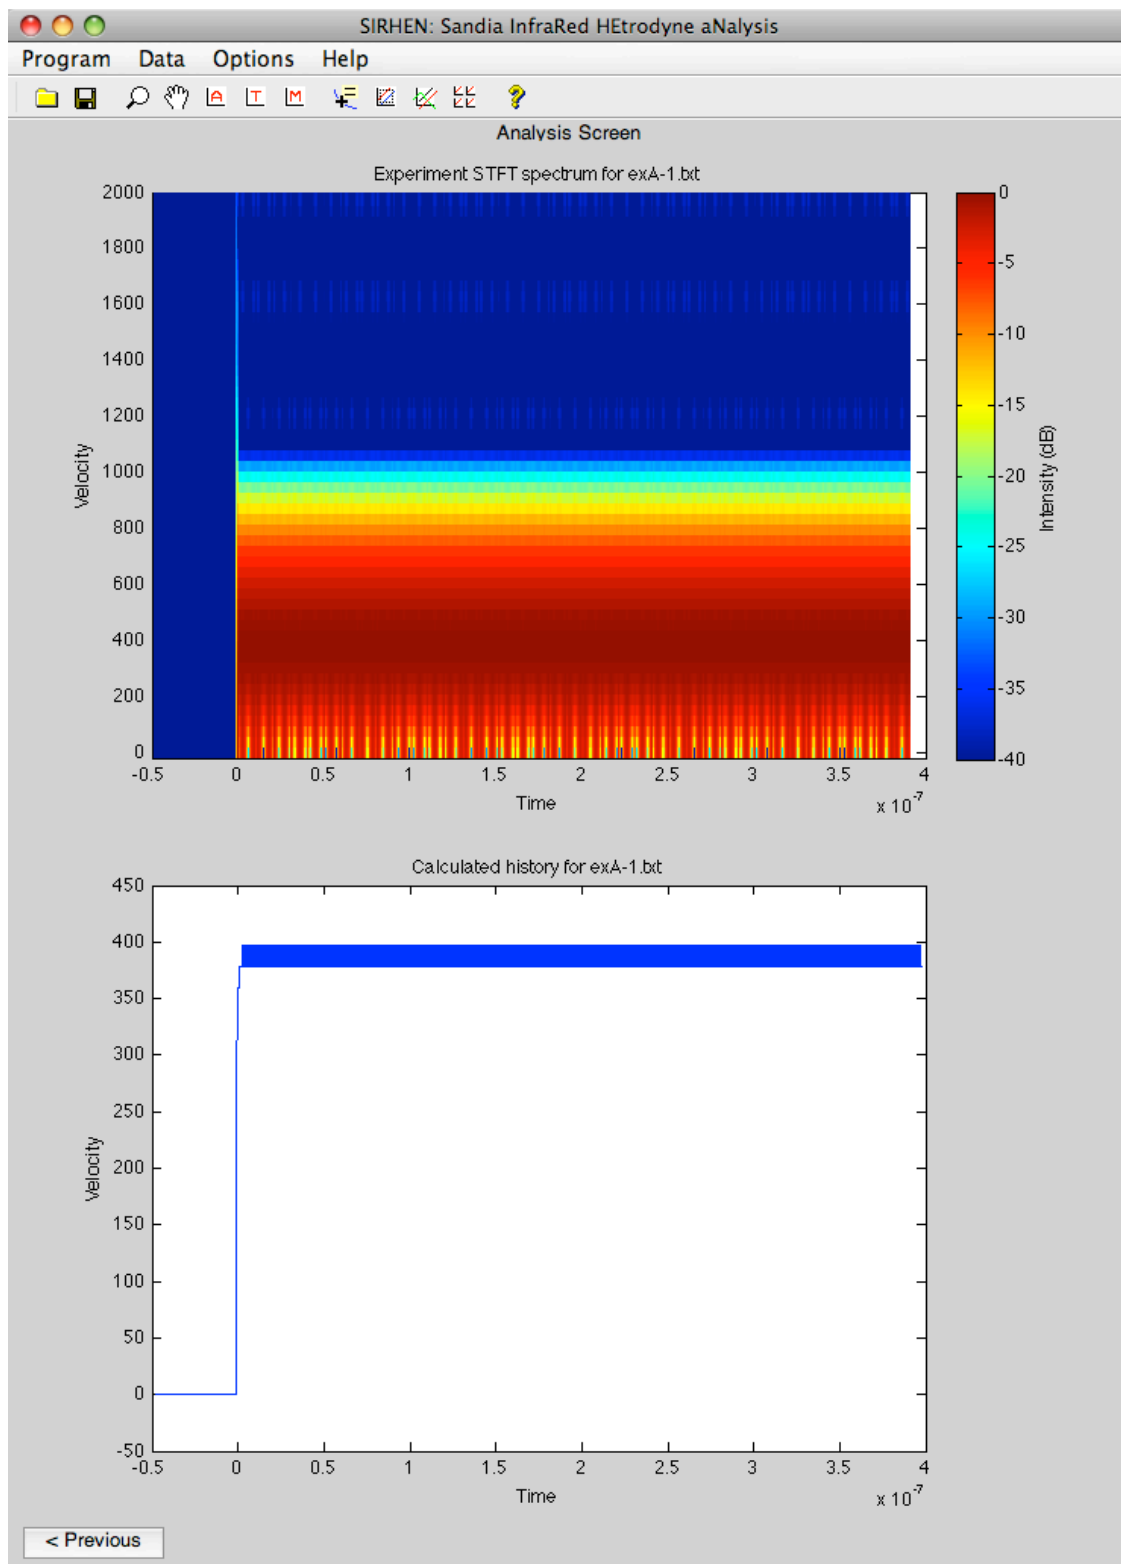 SIRHEN: Sandia InfraRed HEtrodyne aNalysis
Program Data Options Help
A T M ?
Analysis Screen
Experiment STFT spectrum for exA-1.txt
2000
1800
1600
1400
1200
1000
800
600
400
200
0
Velocity
-0.5 0 0.5 1 1.5 2 2.5 3 3.5 4
Time
x 10-7
0
-5
-10
-15
-20
-25
-30
-35
-40
Intensity (dB)
Calculated history for exA-1.txt
450
400
350
300
250
200
150
100
50
0
-50
Velocity
-0.5 0 0.5 1 1.5 2 2.5 3 3.5 4
Time
x 10-7
< Previous